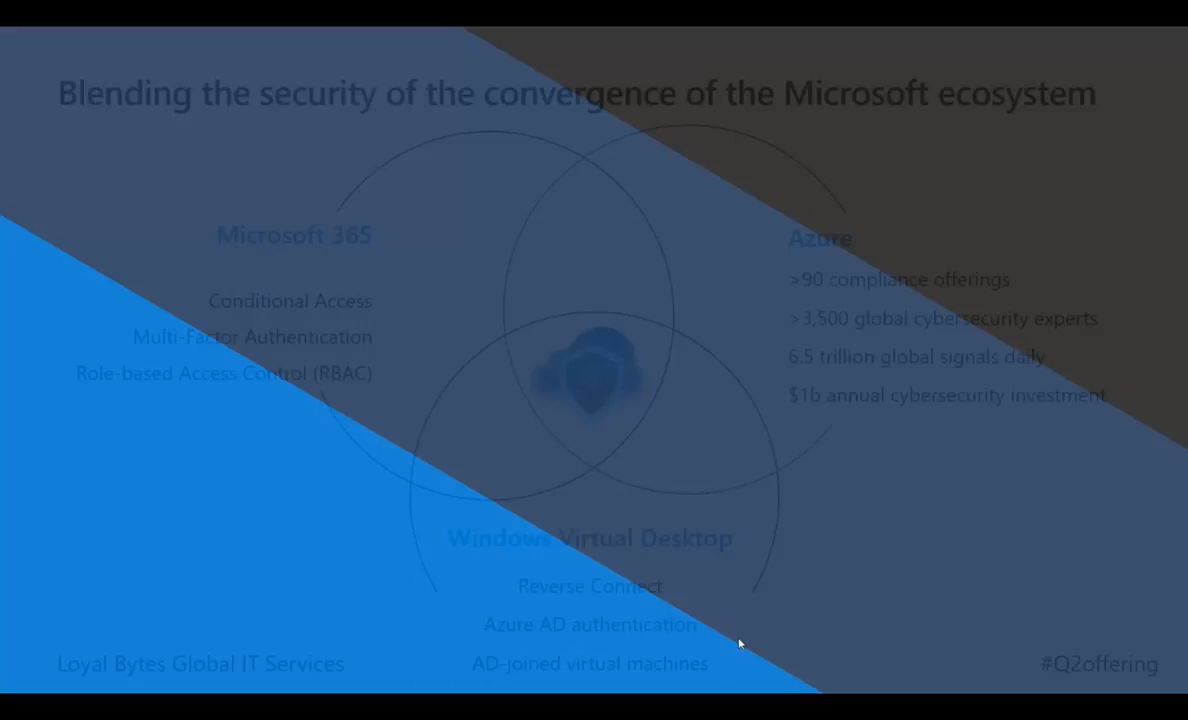 Blending the security of the convergence of the Microsoft ecosystem
Microsoft 365
Conditional Access
Multi-Factor Authentication
Role-based Access Control (RBAC)
Azure
>90 compliance offerings
>3,500 global cybersecurity experts
6.5 trillion global signals daily
$1b annual cybersecurity investment
Windows Virtual Desktop
Reverse Connect
Azure AD authentication
AD-joined virtual machines
Loyal Bytes Global IT Services
#Q2offering